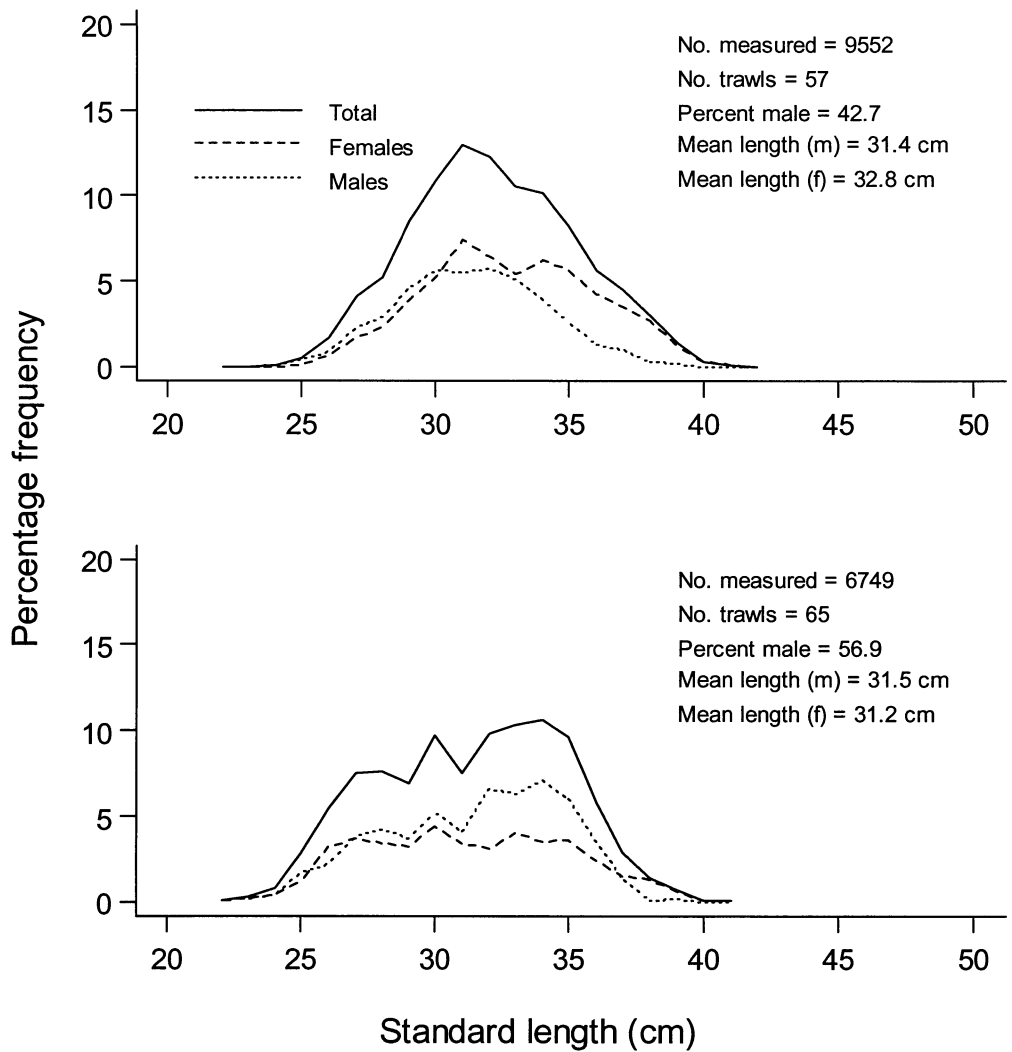 Percentage frequency
20
15
10
5
0
Total
Females
Males
No. measured = 9552
No. trawls = 57
Percent male = 42.7
Mean length (m) = 31.4 cm
Mean length (f) = 32.8 cm
20 25 30 35 40 45 50
20
15
10
5
0
No. measured = 6749
No. trawls = 65
Percent male = 56.9
Mean length (m) = 31.5 cm
Mean length (f) = 31.2 cm
20 25 30 35 40 45 50
Standard length (cm)